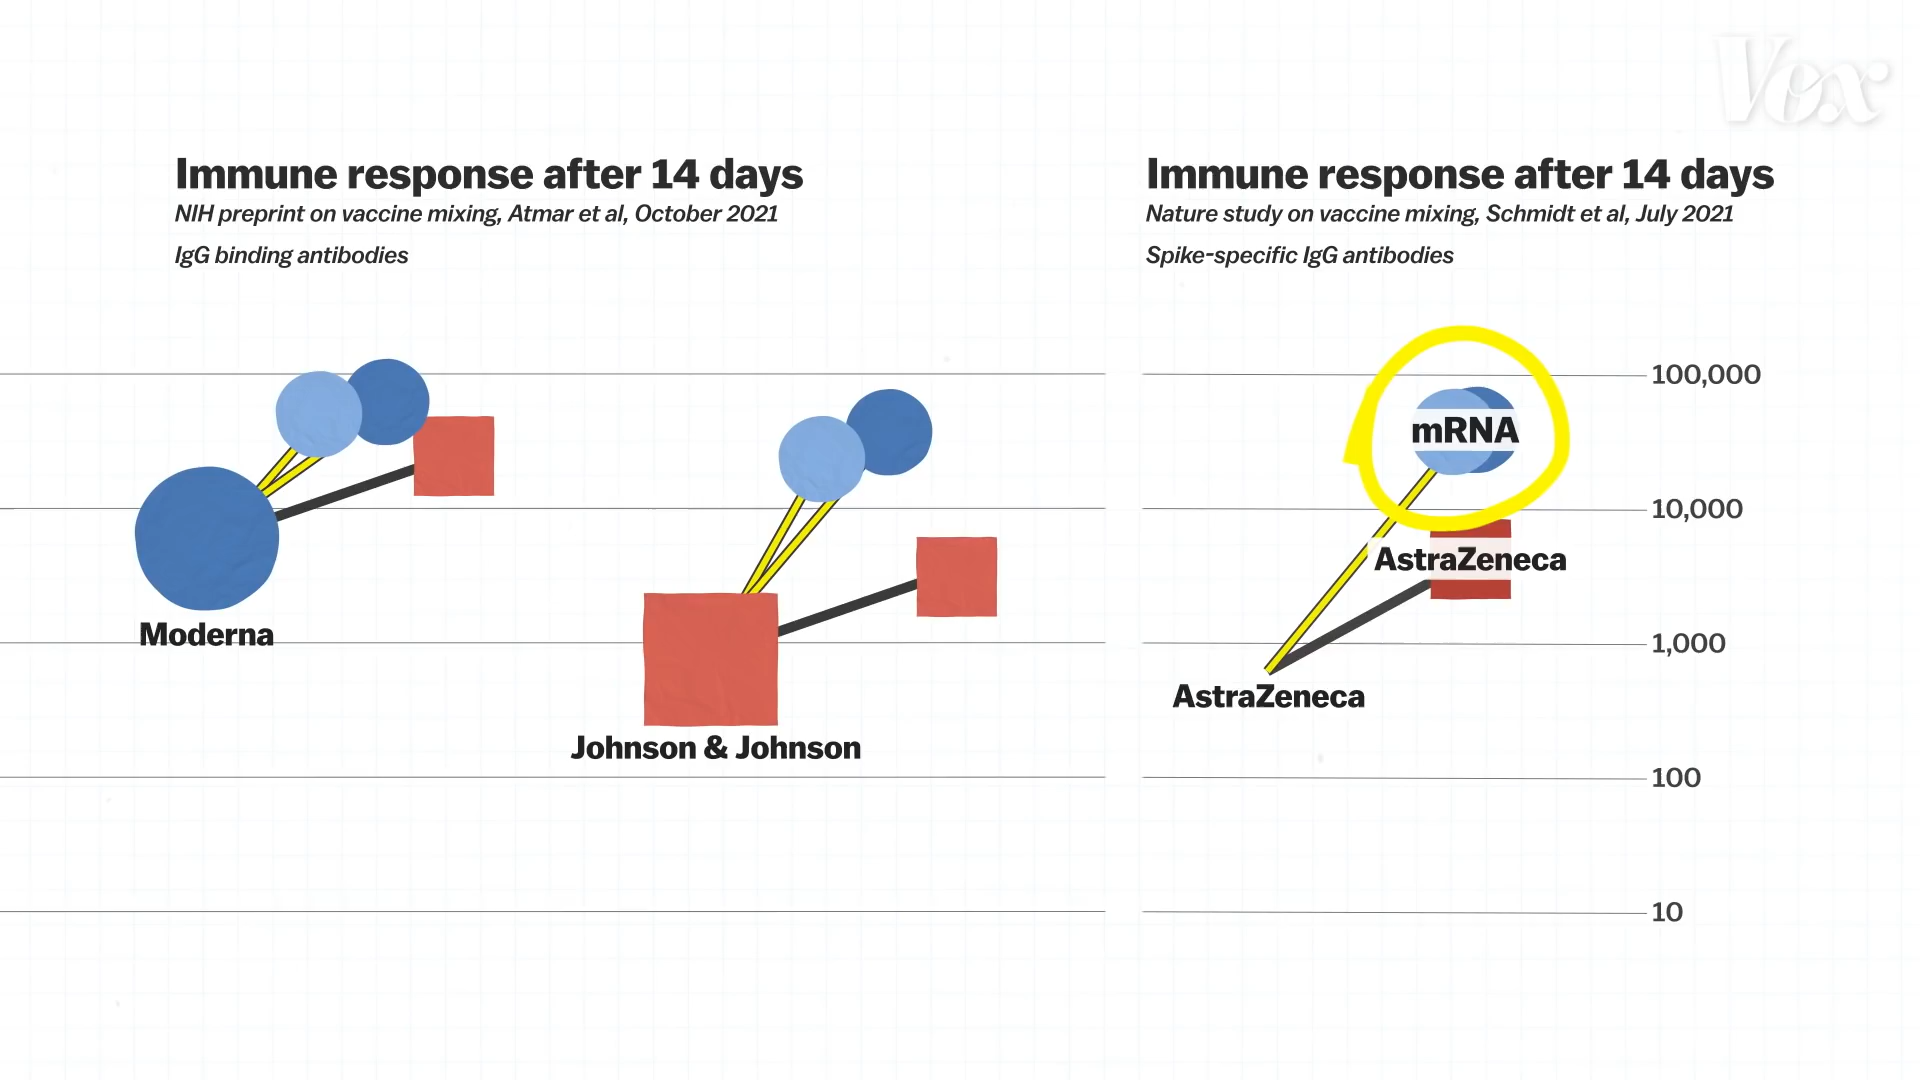 Vox
Immune response after 14 days
NIH preprint on vaccine mixing, Atmar et al, October 2021
IgG binding antibodies
Moderna
Johnson & Johnson
Immune response after 14 days
Nature study on vaccine mixing, Schmidt et al, July 2021
Spike-specific IgG antibodies
100,000
mRNA
10,000
AstraZeneca
1,000
AstraZeneca
100
10